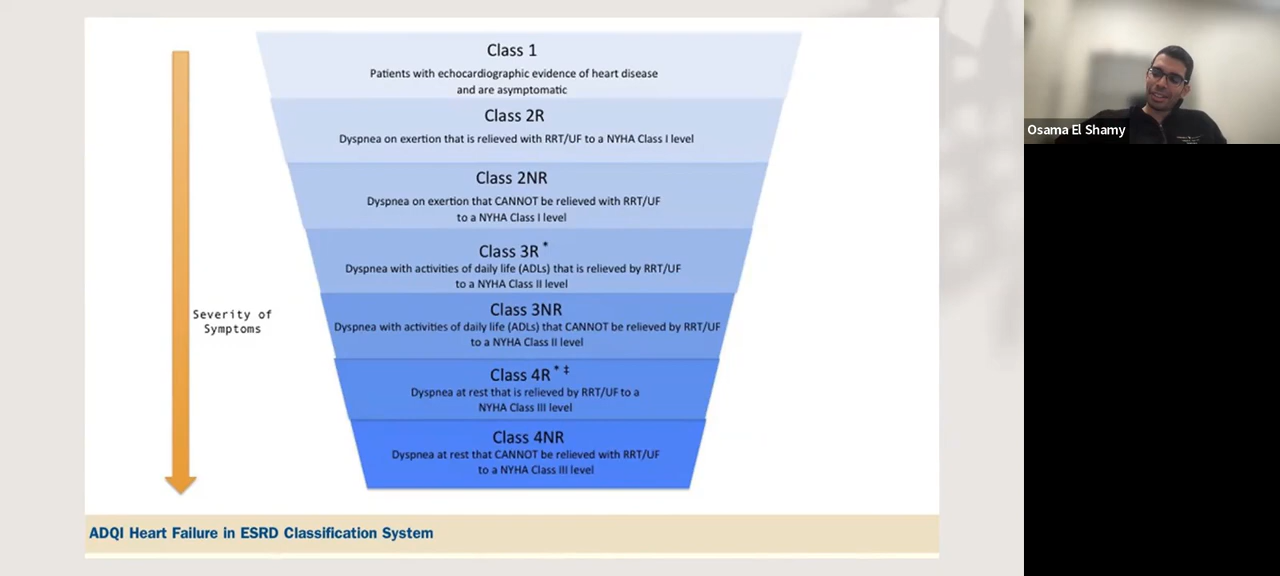 Class 1
Patients with echocardiographic evidence of heart disease
and are asymptomatic
Class 2R
Dyspnea on exertion that is relieved with RRT/UF to a NYHA Class I level
Class 2NR
Dyspnea on exertion that CANNOT be relieved with RRT/UF
to a NYHA Class I level
Class 3R *
Dyspnea with activities of daily life (ADLs) that is relieved by RRT/UF
to a NYHA Class II level
Class 3NR
Dyspnea with activities of daily life (ADLs) that CANNOT be relieved by RRT/UF
to a NYHA Class II level
Class 4R * ‡
Dyspnea at rest that is relieved by RRT/UF to a
NYHA Class III level
Class 4NR
Dyspnea at rest that CANNOT be relieved with RRT/UF
to a NYHA Class III level
Severity of
Symptoms
ADQI Heart Failure in ESRD Classification System
Osama El Shamy